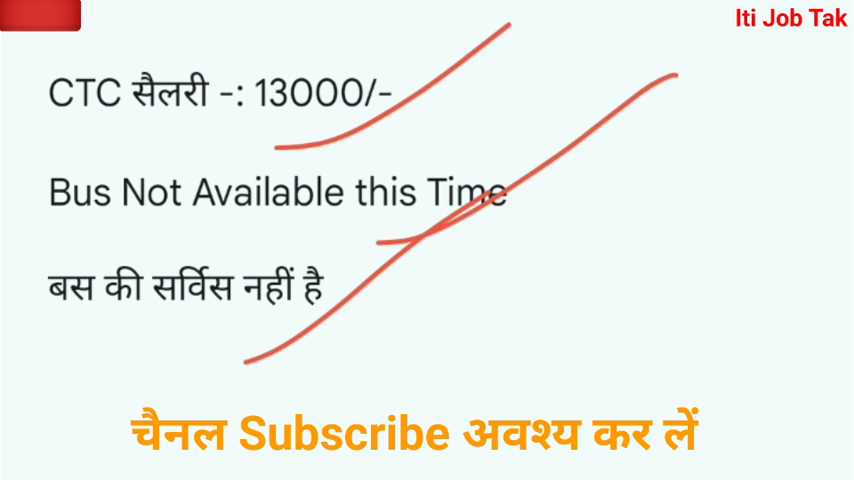 Iti Job Tak
CTC सैलरी -: 13000/-
Bus Not Available this Time
बस की सर्विस नहीं है
चैनल Subscribe अवश्य कर लें